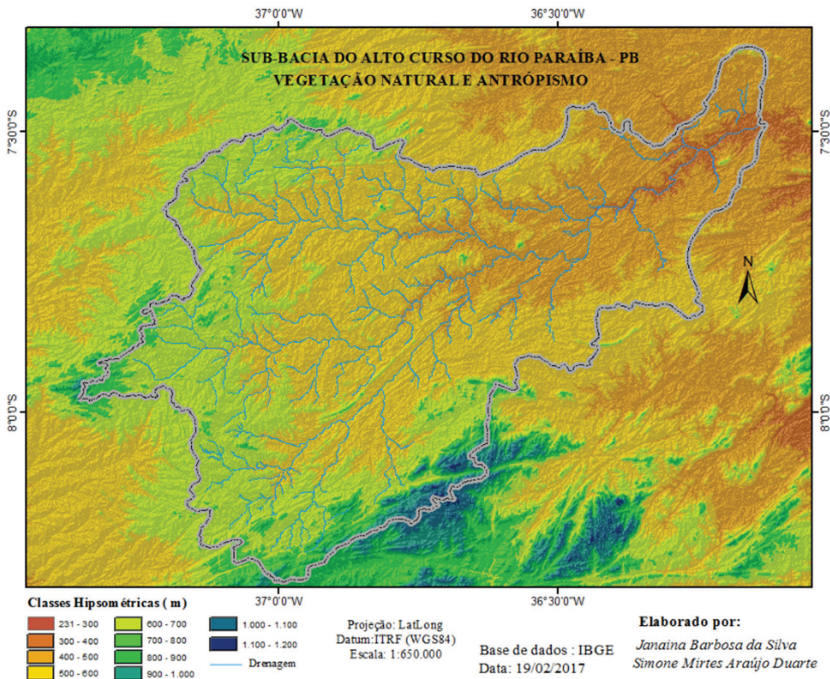 37°0'0"W 36°30'0"W
SUB-BACIA DO ALTO CURSO DO RIO PARAÍBA - PB
VEGETAÇÃO NATURAL E ANTRÓPISMO
7°30'0"S 7°30'0"S
N
8°0'0"S 8°0'0"S
37°0'0"W 36°30'0"W
Classes Hipsométricas ( m )
231 - 300
300 - 400
400 - 500
500 - 600
600 - 700
700 - 800
800 - 900
900 - 1.000
1.000 - 1.100
1.100 - 1.200
Drenagem
Projeção: LatLong
Datum:ITRF (WGS84)
Escala: 1:650.000
Base de dados : IBGE
Data: 19/02/2017
Elaborado por:
Janaina Barbosa da Silva
Simone Mirtes Araújo Duarte